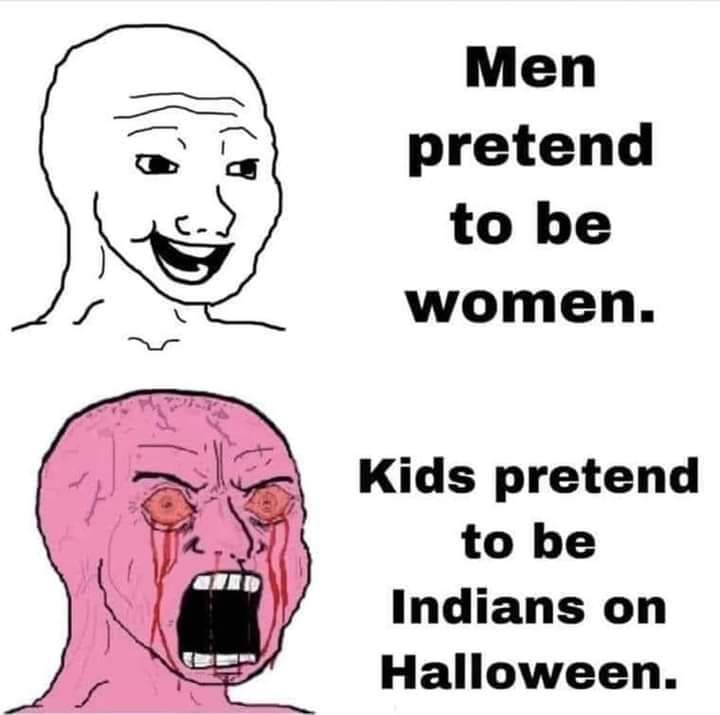 Men
pretend
to be
women.
Kids pretend
to be
Indians on
Halloween.